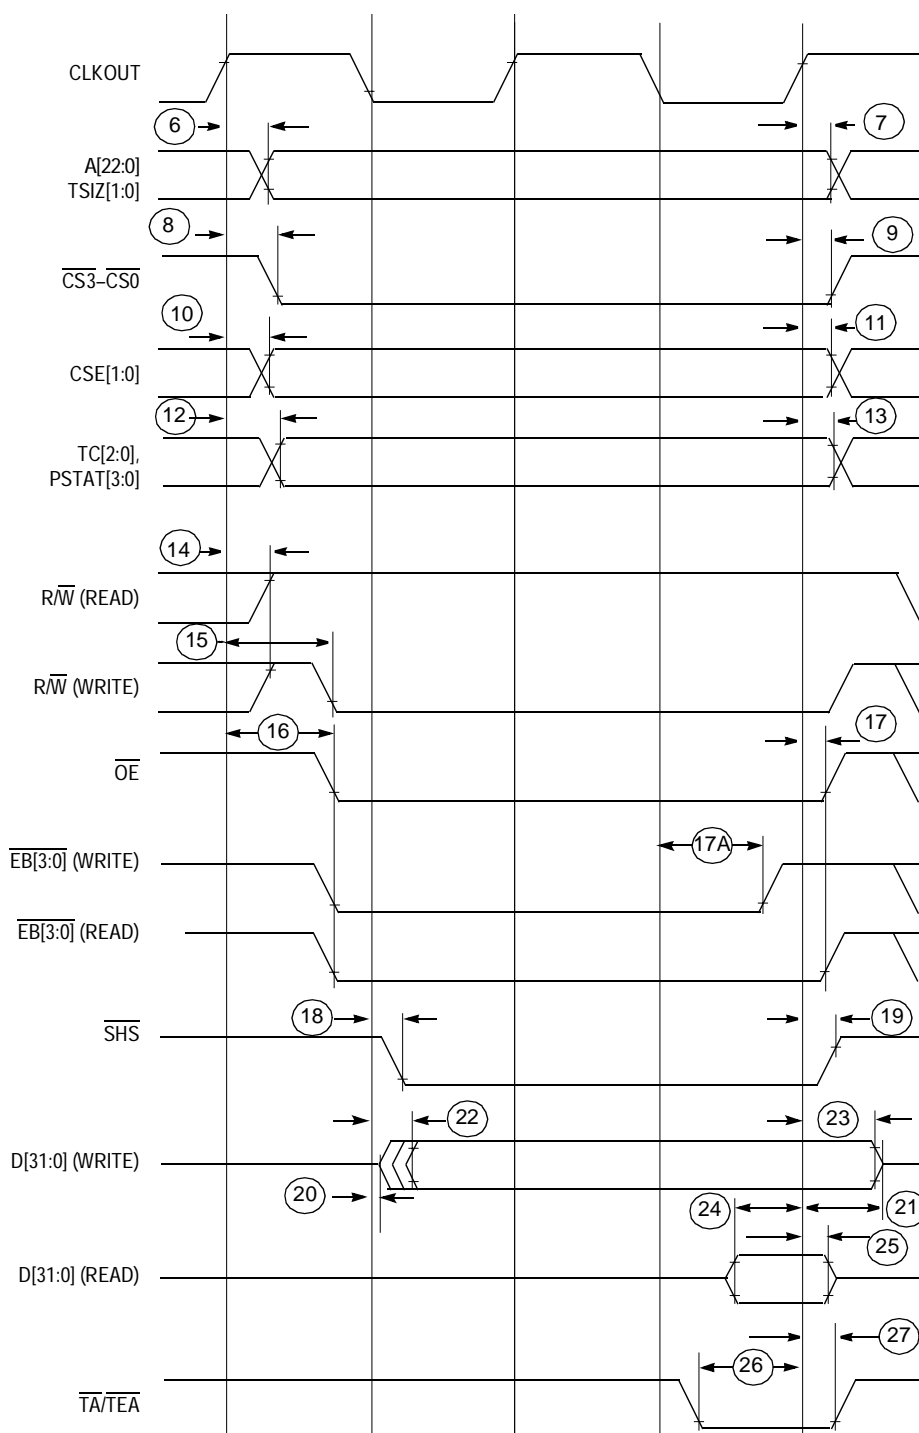 CLKOUT
6
7
A[22:0]
TSIZ[1:0]
8
9
CS3–CS0
10
11
CSE[1:0]
12
13
TC[2:0],
PSTAT[3:0]
14
R/W (READ)
15
R/W (WRITE)
16
17
OE
17A
EB[3:0] (WRITE)
EB[3:0] (READ)
18
19
SHS
22
23
D[31:0] (WRITE)
20
24
21
25
D[31:0] (READ)
27
26
TA/TEA